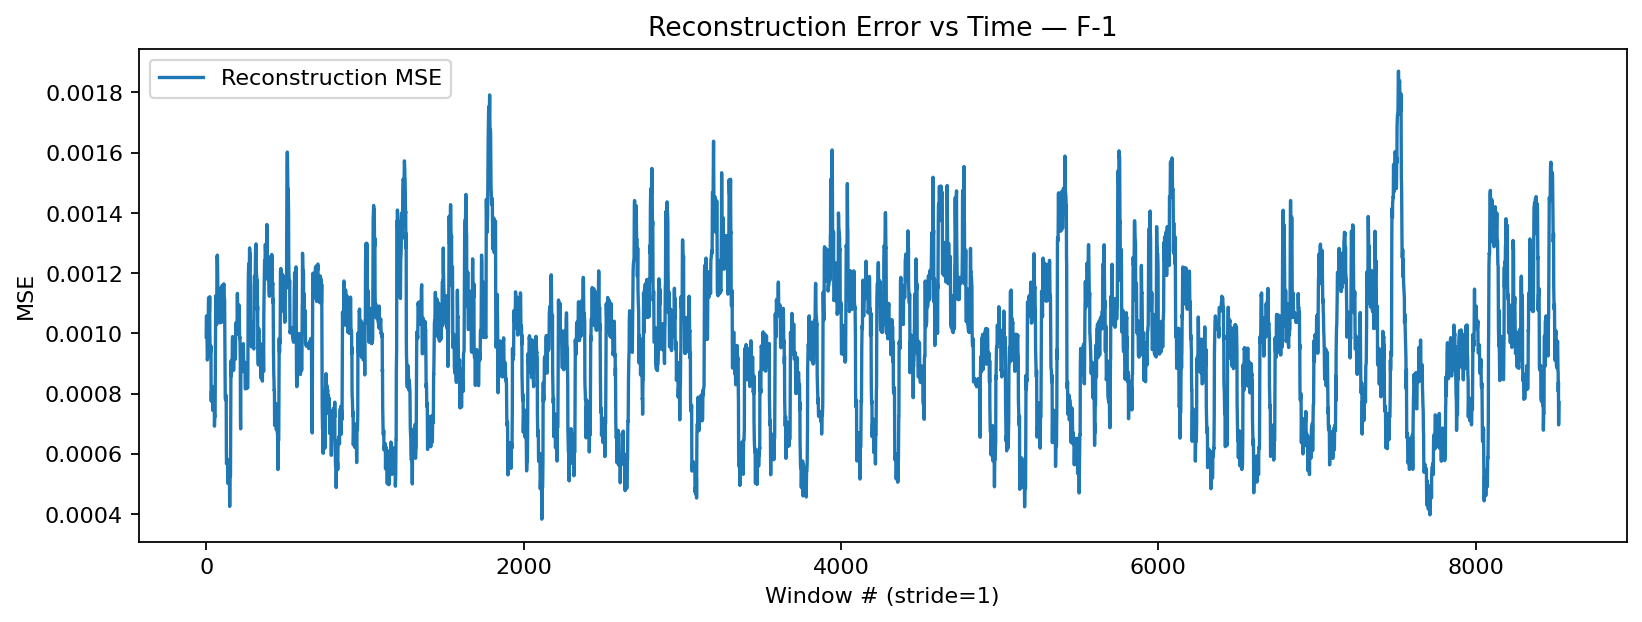 Reconstruction Error vs Time — F-1
Reconstruction MSE
MSE
0.0018
0.0016
0.0014
0.0012
0.0010
0.0008
0.0006
0.0004
0 2000 4000 6000 8000
Window # (stride=1)